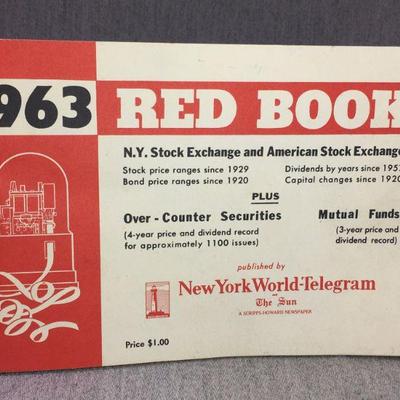 963 RED BOOK
N.Y. Stock Exchange and American Stock Exchange
Stock price ranges since 1929
Bond price ranges since 1920
Dividends by years since 195
Capital changes since 1920
PLUS
Over - Counter Securities
(4-year price and dividend record
for approximately 1100 issues)
Mutual Funds
(3-year price and
dividend record)
published by
New York World-Telegram
and
The Sun
A SCRIPPS-HOWARD NEWSPAPER
Price $1.00